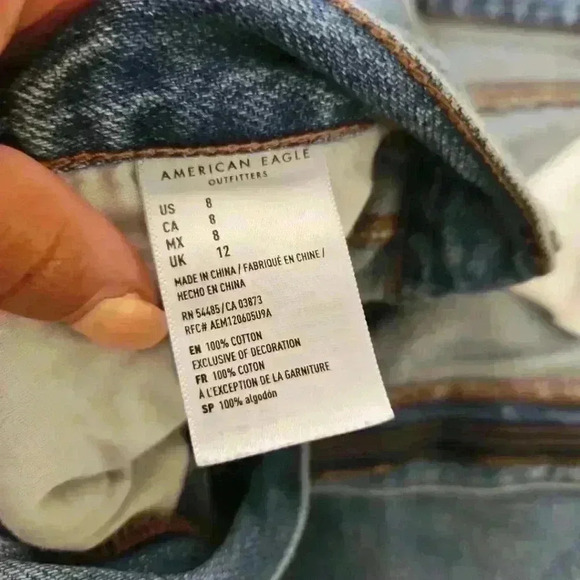 AMERICAN EAGLE
OUTFITTERS
US 8
CA 8
MX 8
UK 12
MADE IN CHINA / FABRIQUÉ EN CHINE /
HECHO EN CHINA
RN 54485 / CA 03873
RFC# AEM120605U9A
EN 100% COTTON
EXCLUSIVE OF DECORATION
FR 100% COTON
À L'EXCEPTION DE LA GARNITURE
SP 100% algodón